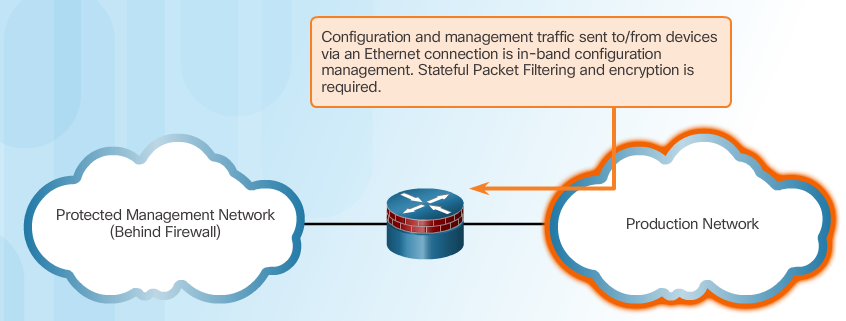 Configuration and management traffic sent to/from devices
via an Ethernet connection is in-band configuration
management. Stateful Packet Filtering and encryption is
required.
Protected Management Network
(Behind Firewall)
Production Network